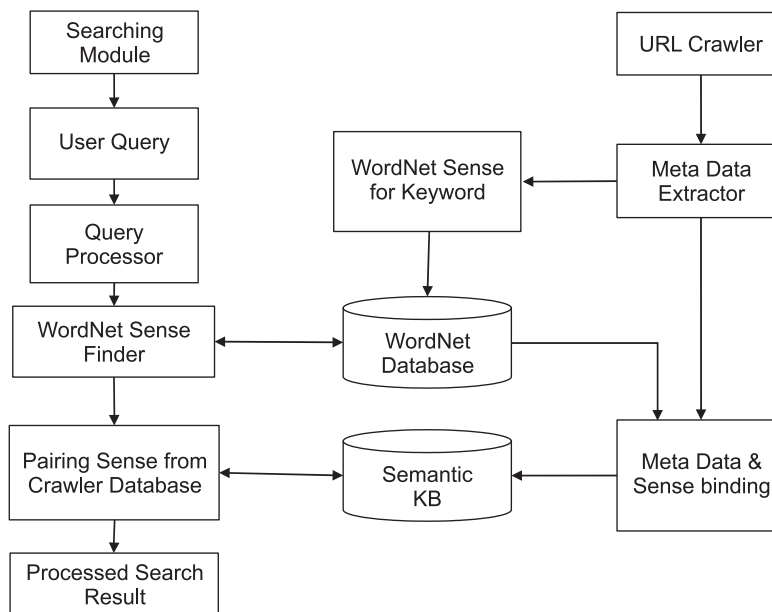 Searching
Module
URL Crawler
User Query
WordNet Sense
for Keyword
Meta Data
Extractor
Query
Processor
WordNet Sense
Finder
WordNet
Database
Pairing Sense from
Crawler Database
Semantic
KB
Meta Data &
Sense binding
Processed Search
Result